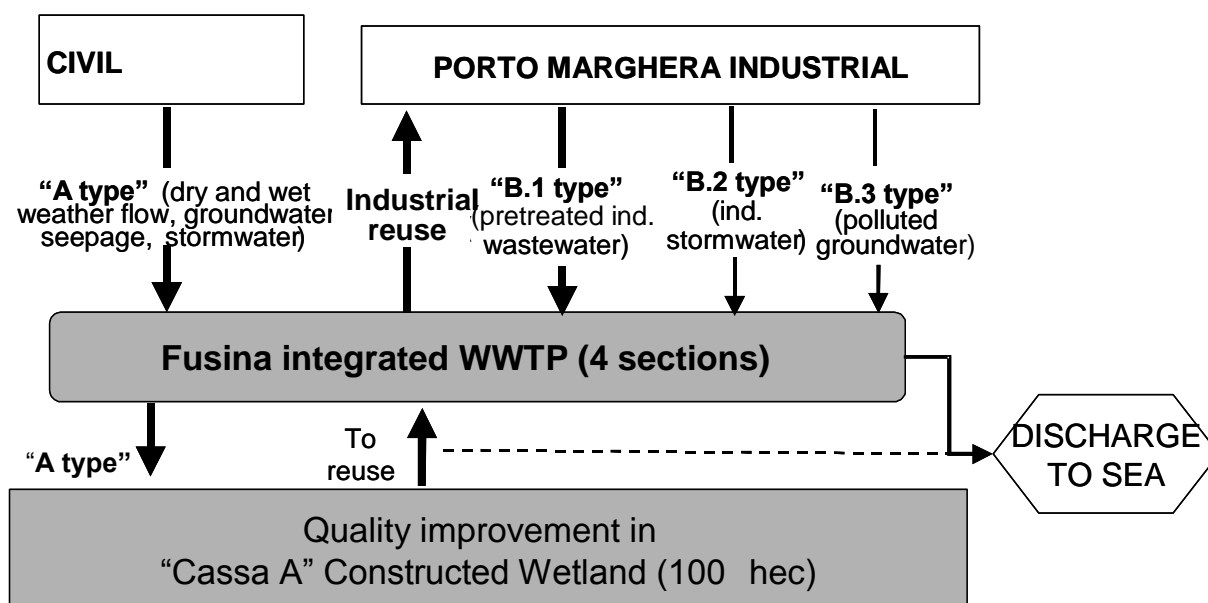 CIVIL
PORTO MARGHERA INDUSTRIAL
“A type” (dry and wet
weather flow, groundwater
seepage, stormwater)
Industrial
reuse
“B.1 type”
(pretreated ind.
wastewater)
“B.2 type”
(ind.
stormwater)
“B.3 type”
(polluted
groundwater)
Fusina integrated WWTP (4 sections)
“A type”
To
reuse
DISCHARGE
TO SEA
Quality improvement in
“Cassa A” Constructed Wetland (100 hec)